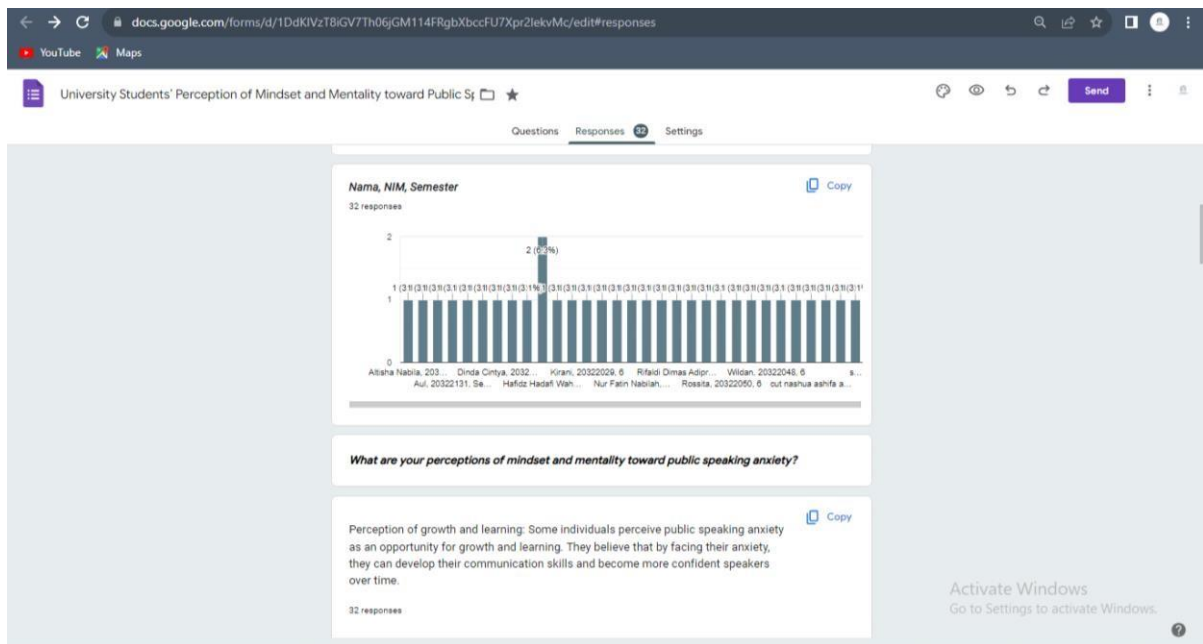 docs.google.com/forms/d/1DdKIVzT8iGV7Th06jGM114FRgbXbccFU7Xpr2lekvMc/edit#responses
YouTube Maps
University Students' Perception of Mindset and Mentality toward Public Sp
Send
Questions Responses 32 Settings
Nama, NIM, Semester
Copy
32 responses
2
2 (6.3%)
1
0
Altisha Nabila, 203... Dinda Cintya, 2032... Kirani, 20322029, 6 Rifaldi Dimas Adipr... Wildan, 20322048, 6 s...
Aul, 20322131, Se... Hafidz Hadafi Wah... Nur Fatin Nabilah,... Rossita, 20322050, 6 cut nashua ashifa a...
What are your perceptions of mindset and mentality toward public speaking anxiety?
Copy
Perception of growth and learning: Some individuals perceive public speaking anxiety
as an opportunity for growth and learning. They believe that by facing their anxiety,
they can develop their communication skills and become more confident speakers
over time.
32 responses
Activate Windows
Go to Settings to activate Windows.